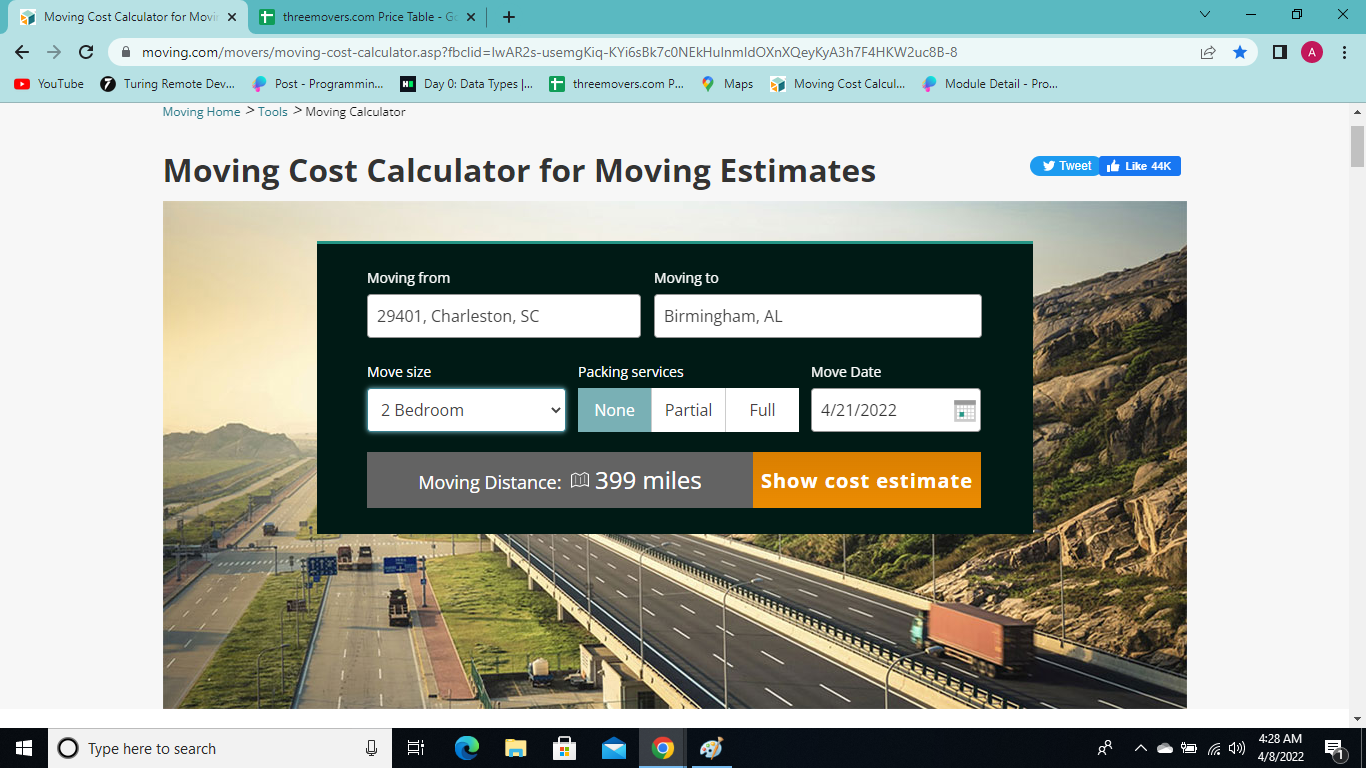 Moving Cost Calculator for Movin
threemovers.com Price Table - Go
moving.com/movers/moving-cost-calculator.asp?fbclid=IwAR2s-usemgKiq-KYi6sBk7c0NEkHulnmIdOXnXQeyKyA3h7F4HKW2uc8B-8
A
YouTube
Turing Remote Dev...
Post - Programmin...
Day 0: Data Types |...
threemovers.com P...
Maps
Moving Cost Calcul...
Module Detail - Pro...
Moving Home > Tools > Moving Calculator
Moving Cost Calculator for Moving Estimates
Tweet
Like 44K
Moving from
Moving to
29401, Charleston, SC
Birmingham, AL
Move size
Packing services
Move Date
2 Bedroom
None
Partial
Full
4/21/2022
Moving Distance: 399 miles
Show cost estimate
Type here to search
4:28 AM
4/8/2022
1